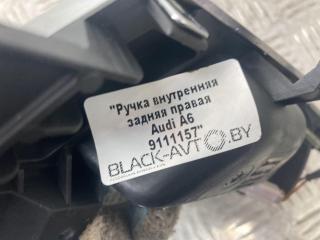 "Ручка внутренняя
задняя правая
Audi A6
9111157"
BLACK-AVTO.BY